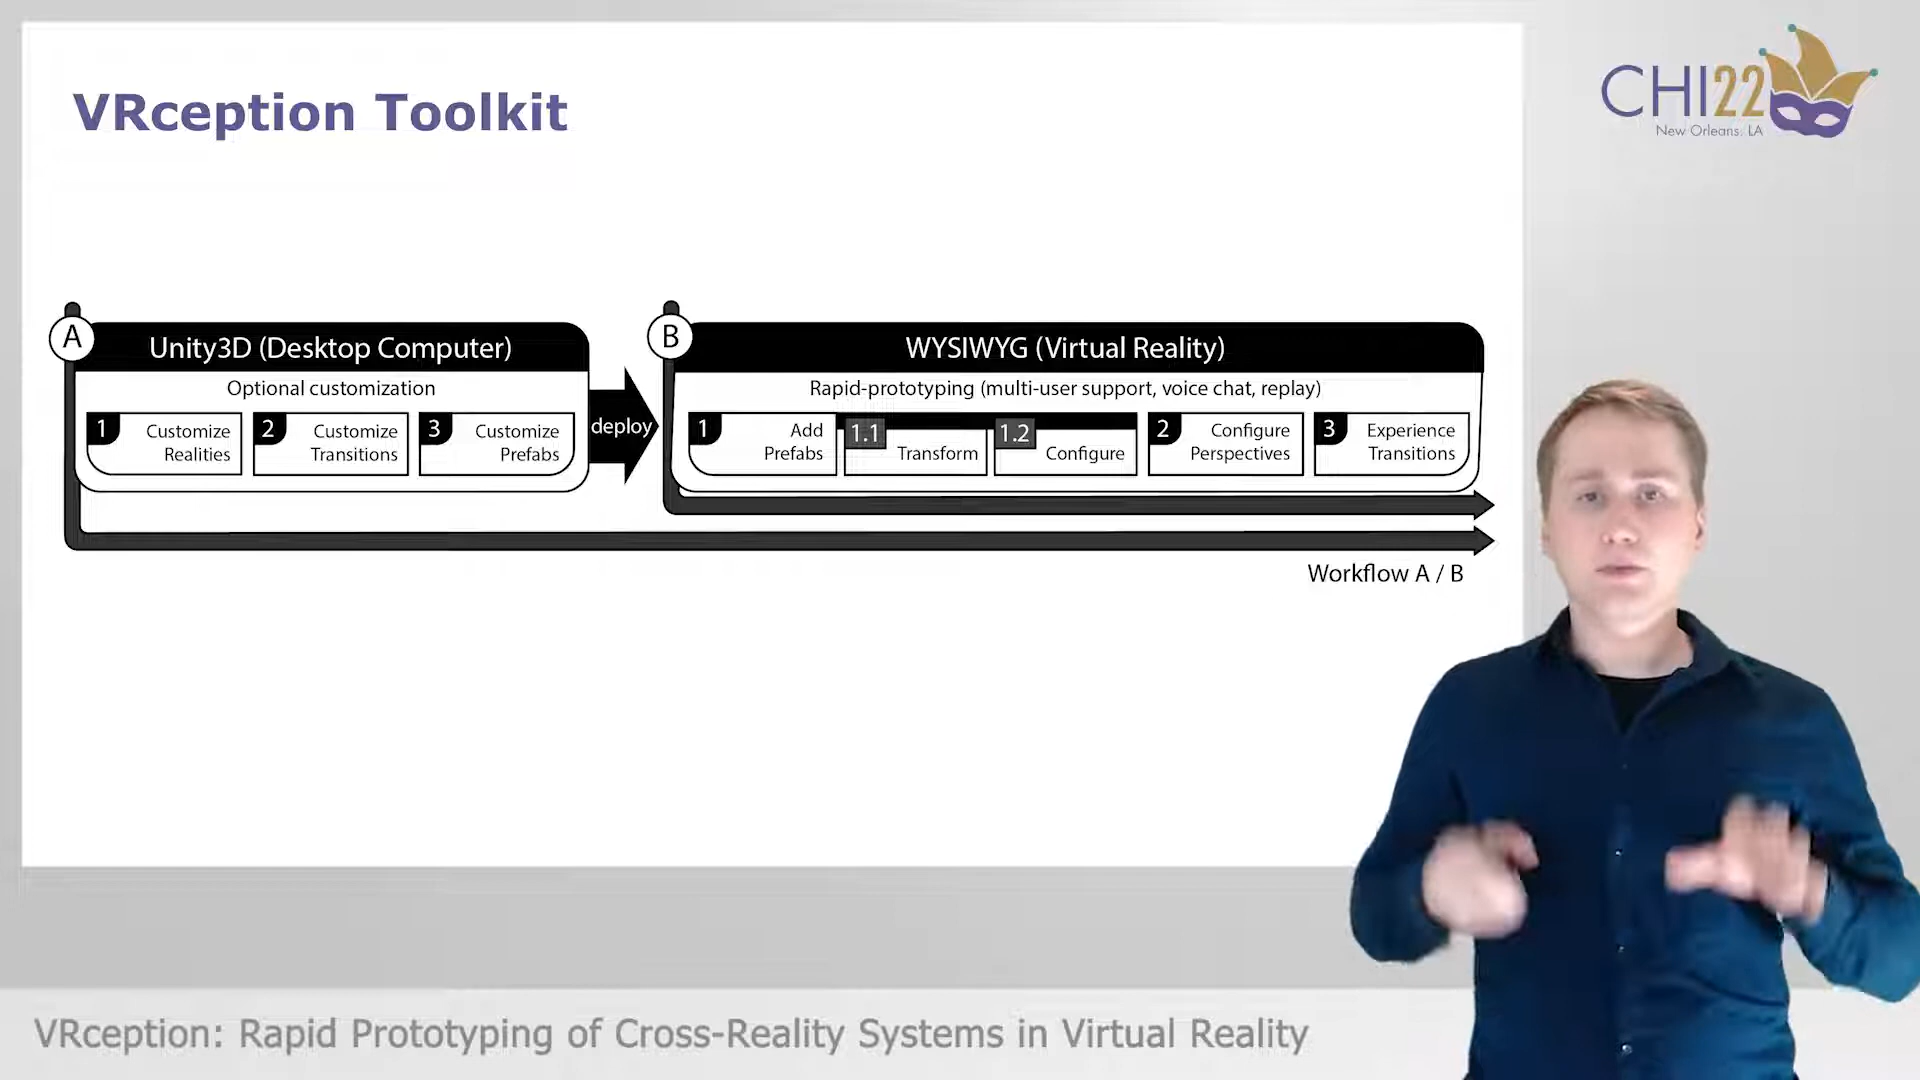 VRception Toolkit
CHI22
New Orleans, LA
A
Unity3D (Desktop Computer)
Optional customization
1
Customize
Realities
2
Customize
Transitions
3
Customize
Prefabs
deploy
B
WYSIWYG (Virtual Reality)
Rapid-prototyping (multi-user support, voice chat, replay)
1
Add
Prefabs
1.1
Transform
1.2
Configure
2
Configure
Perspectives
3
Experience
Transitions
Workflow A / B
VRception: Rapid Prototyping of Cross-Reality Systems in Virtual Reality